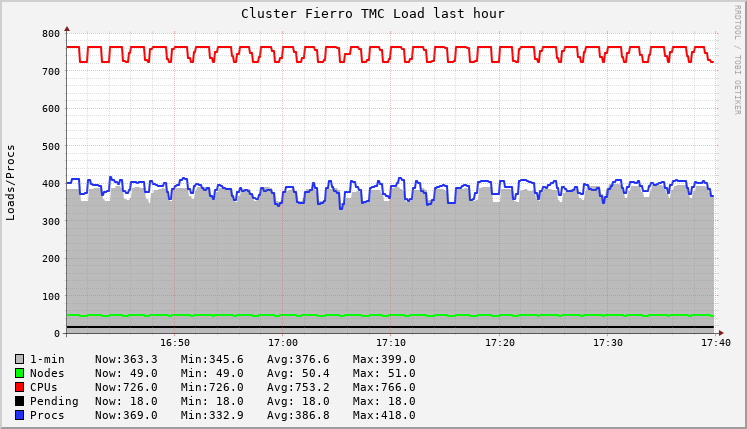 Cluster Fierro TMC Load last hour
RRDTOOL / TOBI OETIKER
Loads/Procs
800
700
600
500
400
300
200
100
0
16:50 17:00 17:10 17:20 17:30 17:40
1-min Now:363.3 Min:345.6 Avg:376.6 Max:399.0
Nodes Now: 49.0 Min: 49.0 Avg: 50.4 Max: 51.0
CPUs Now:726.0 Min:726.0 Avg:753.2 Max:766.0
Pending Now: 18.0 Min: 18.0 Avg: 18.0 Max: 18.0
Procs Now:369.0 Min:332.9 Avg:386.8 Max:418.0